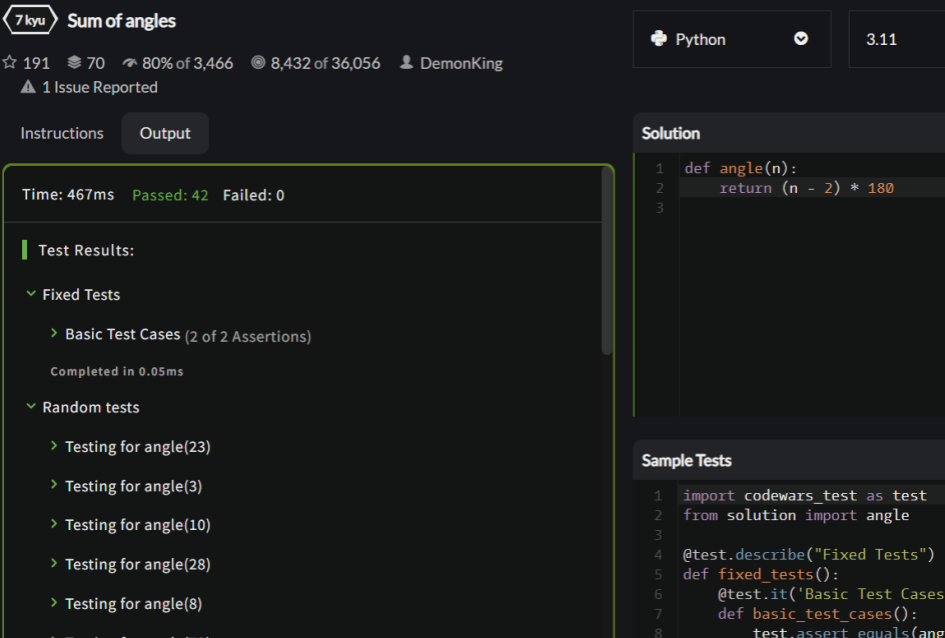 7 kyu Sum of angles
191 70 80% of 3,466 8,432 of 36,056 DemonKing
1 Issue Reported
Instructions Output
Time: 467ms Passed: 42 Failed: 0
Test Results:
Fixed Tests
Basic Test Cases (2 of 2 Assertions)
Completed in 0.05ms
Random tests
Testing for angle(23)
Testing for angle(3)
Testing for angle(10)
Testing for angle(28)
Testing for angle(8)
Python 3.11
Solution
1 def angle(n):
2 return (n - 2) * 180
3
Sample Tests
1 import codewars_test as test
2 from solution import angle
3
4 @test.describe("Fixed Tests")
5 def fixed_tests():
6 @test.it('Basic Test Cases
7 def basic_test_cases():
8 test.assert_equals(ang